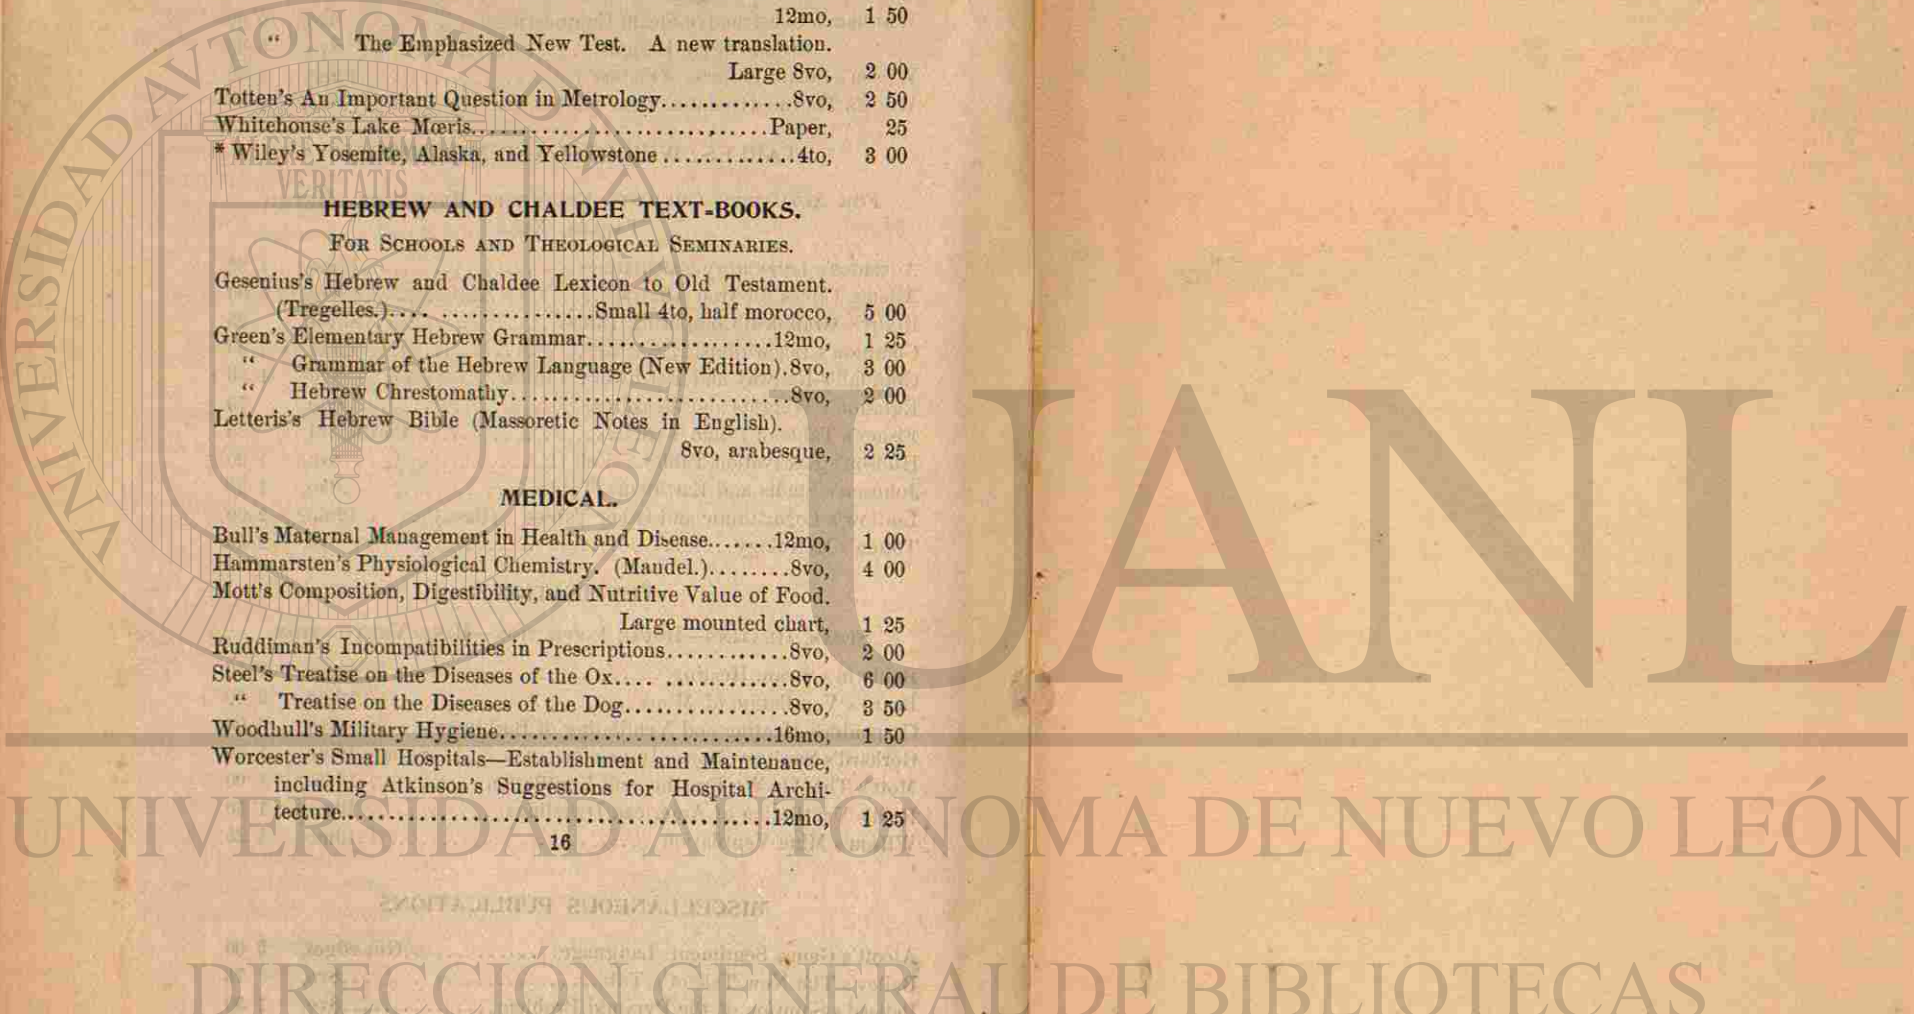 12mo, 1 50
“ The Emphasized New Test. A new translation.
Large 8vo, 2 00
Totten's An Important Question in Metrology.............8vo, 2 50
Whitehouse's Lake Mœris.............................Paper, 25
* Wiley's Yosemite, Alaska, and Yellowstone .............4to, 3 00
HEBREW AND CHALDEE TEXT-BOOKS.
FOR SCHOOLS AND THEOLOGICAL SEMINARIES.
Gesenius's Hebrew and Chaldee Lexicon to Old Testament.
(Tregelles.).... ...............Small 4to, half morocco, 5 00
Green's Elementary Hebrew Grammar..................12mo, 1 25
“ Grammar of the Hebrew Language (New Edition).8vo, 3 00
“ Hebrew Chrestomathy...........................8vo, 2 00
Letteris's Hebrew Bible (Massoretic Notes in English).
8vo, arabesque, 2 25
MEDICAL.
Bull's Maternal Management in Health and Disease.......12mo, 1 00
Hammarsten's Physiological Chemistry. (Mandel.)........8vo, 4 00
Mott's Composition, Digestibility, and Nutritive Value of Food.
Large mounted chart, 1 25
Ruddiman's Incompatibilities in Prescriptions............8vo, 2 00
Steel's Treatise on the Diseases of the Ox.... ............8vo, 6 00
“ Treatise on the Diseases of the Dog................8vo, 3 50
Woodhull's Military Hygiene..........................16mo, 1 50
Worcester's Small Hospitals—Establishment and Maintenance,
including Atkinson's Suggestions for Hospital Archi-
tecture.........................................12mo, 1 25
16
MISCELLANEOUS PUBLICATIONS
UNIVERSIDAD AVTONOMA DE NVEVO LEON
VERITATIS
UANL
UNIVERSIDAD AUTÓNOMA DE NUEVO LEÓN
DIRECCIÓN GENERAL DE BIBLIOTECAS